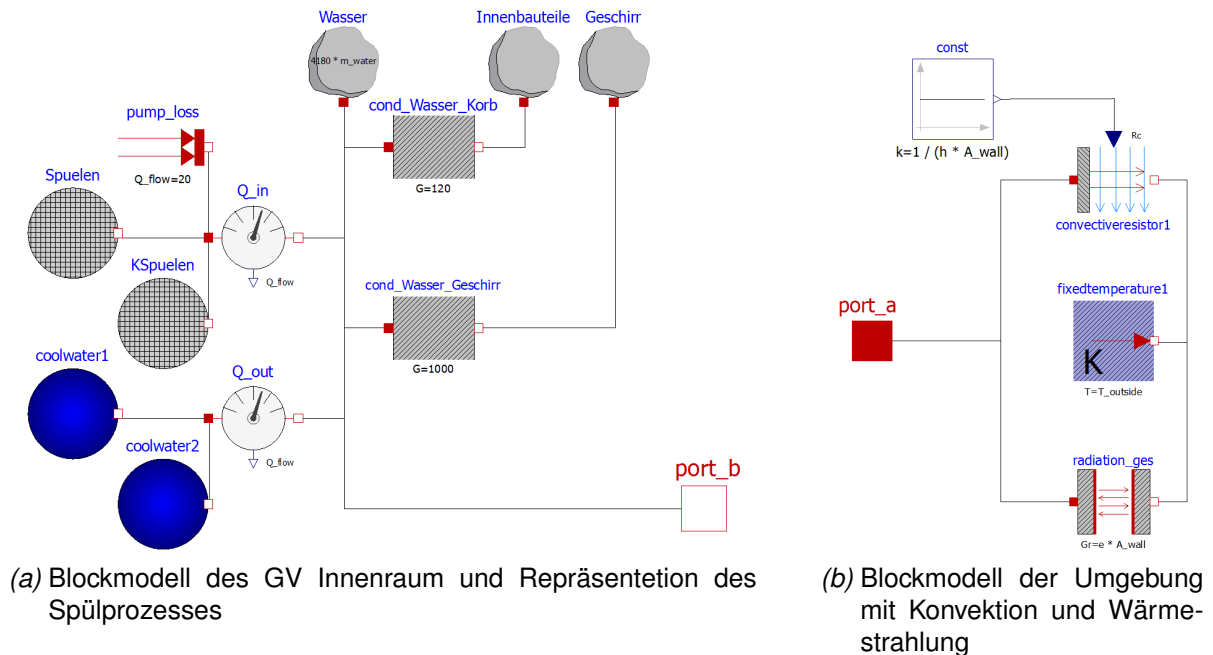 Wasser
Innenbauteile
Geschirr
4180 * m_water
pump_loss
cond_Wasser_Korb
Q_flow=20
G=120
Spuelen
Q_in
KSpuelen
Q_flow
cond_Wasser_Geschirr
G=1000
coolwater1
Q_out
coolwater2
Q_flow
port_b
(a) Blockmodell des GV Innenraum und Repräsentetion des
Spülprozesses
const
k=1 / (h * A_wall)
Rc
convectiveresistor1
port_a
fixedtemperature1
K
T=T_outside
radiation_ges
Gr=e * A_wall
(b) Blockmodell der Umgebung
mit Konvektion und Wärme-
strahlung